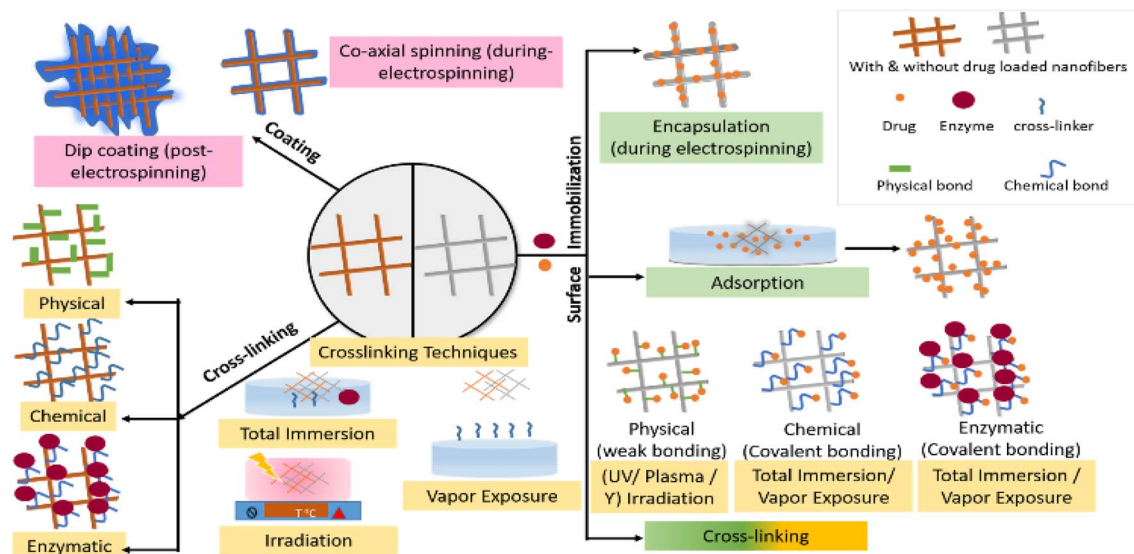 Co-axial spinning (during-
electrospinning)
Dip coating (post-
electrospinning)
Coating
Physical
Chemical
Enzymatic
Cross-linking
Crosslinking Techniques
Total Immersion
Vapor Exposure
T °C
Irradiation
Surface Immobilization
Encapsulation
(during electrospinning)
Adsorption
With & without drug loaded nanofibers
Drug
Enzyme
cross-linker
Physical bond
Chemical bond
Physical
(weak bonding)
(UV/ Plasma /
Y) Irradiation
Chemical
(Covalent bonding)
Total Immersion/
Vapor Exposure
Enzymatic
(Covalent bonding)
Total Immersion /
Vapor Exposure
Cross-linking